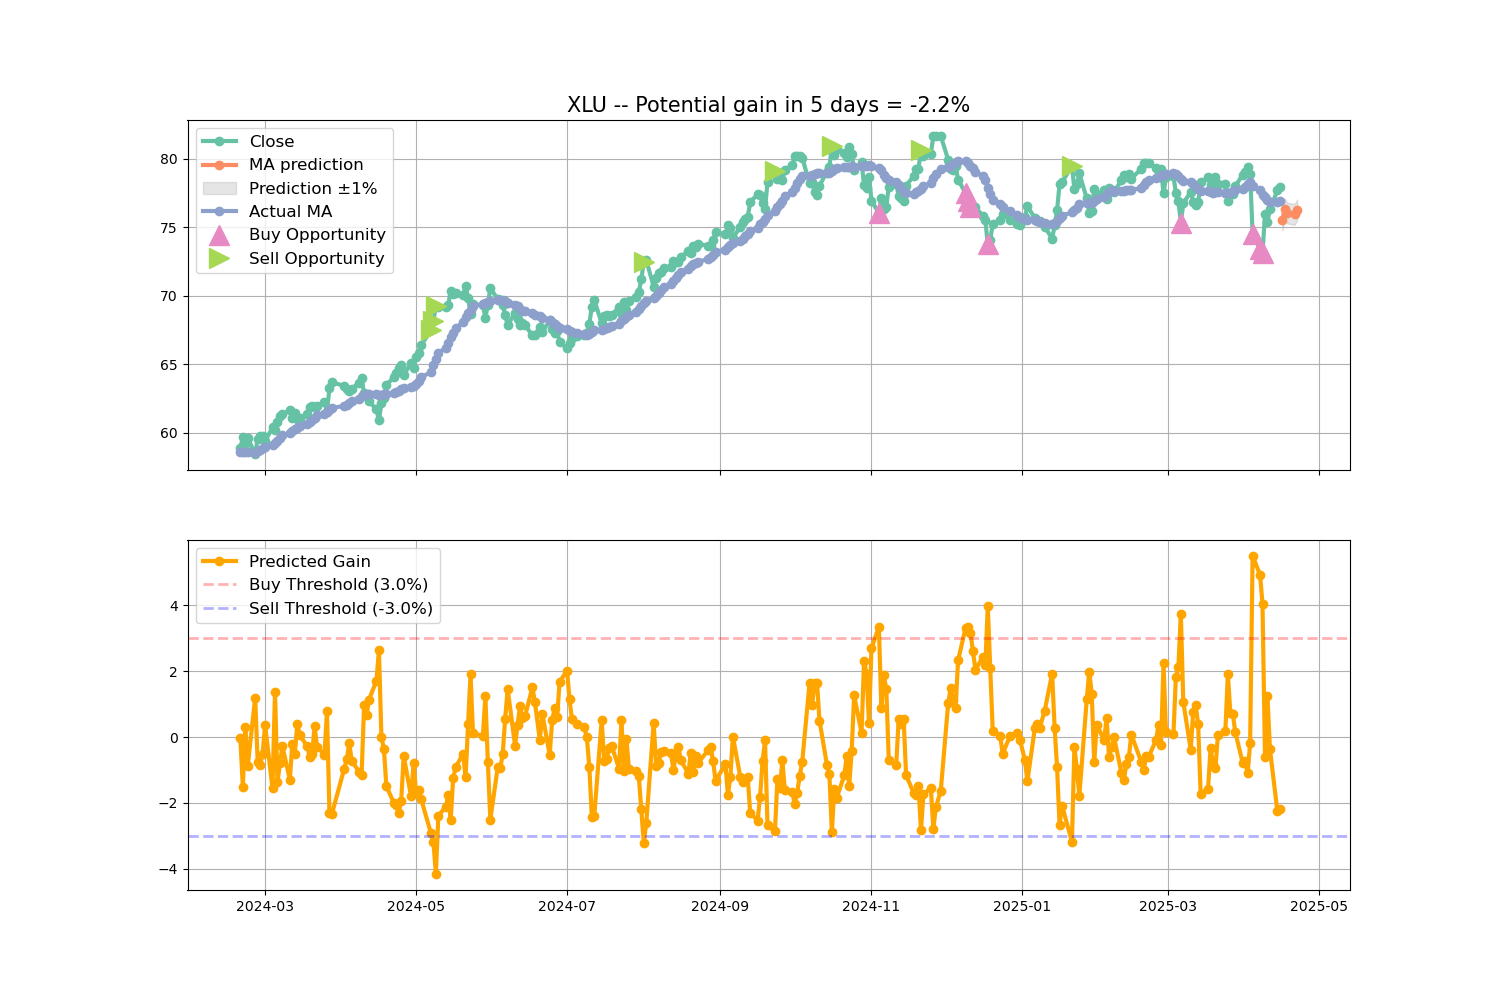 XLU -- Potential gain in 5 days = -2.2%
Close
MA prediction
Prediction ±1%
Actual MA
Buy Opportunity
Sell Opportunity
80
75
70
65
60
Predicted Gain
Buy Threshold (3.0%)
Sell Threshold (-3.0%)
4
2
0
−2
−4
2024-03 2024-05 2024-07 2024-09 2024-11 2025-01 2025-03 2025-05